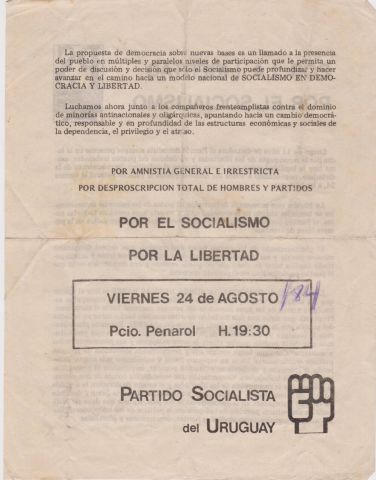 La propuesta de democracia sobre nuevas bases es un llamado a la presencia
del pueblo en múltiples y paralelos niveles de participación que le permita un
poder de discusión y decisión que sólo el Socialismo puede profundizar y hacer
avanzar en el camino hacia un modelo nacional de SOCIALISMO EN DEMO-
CRACIA Y LIBERTAD.
Luchamos ahora junto a los compañeros frenteamplistas contra el dominio
de minorías antinacionales y oligárquicas, apuntando hacia un cambio democrá-
tico, responsable y en profundidad de las estructuras económicas y sociales de
la dependencia, el privilegio y el atraso.
POR AMNISTIA GENERAL E IRRESTRICTA
POR DESPROSCRIPCION TOTAL DE HOMBRES Y PARTIDOS
POR EL SOCIALISMO
POR LA LIBERTAD
VIERNES 24 de AGOSTO /84/
Pcio. Penarol H.19:30
PARTIDO SOCIALISTA
del URUGUAY